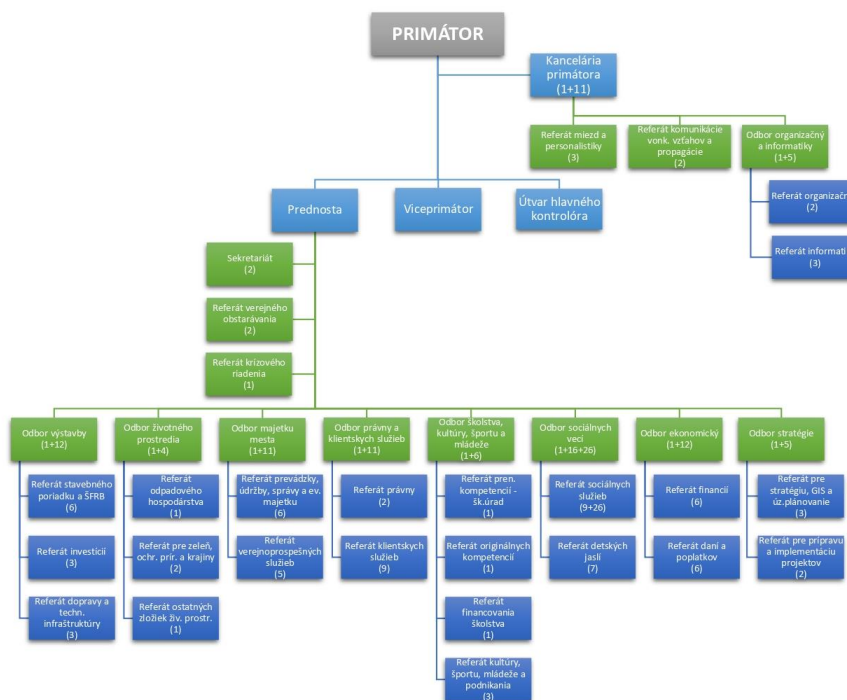 PRIMÁTOR
Kancelária
primátora
(1+11)
Referát miezd a
personalistiky
(3)
Referát komunikácie
vonk. vzťahov a
propagácie
(2)
Odbor organizačný
a informatiky
(1+5)
Referát organizačn
(2)
Referát informati
(3)
Prednosta
Viceprimátor
Útvar hlavného
kontrolóra
Sekretariát
(2)
Referát verejného
obstarávania
(2)
Referát krízového
riadenia
(1)
Odbor výstavby
(1+12)
Odbor životného
prostredia
(1+4)
Odbor majetku
mesta
(1+11)
Odbor právny a
klientskych služieb
(1+11)
Odbor školstva,
kultúry, športu a
mládeže
(1+6)
Odbor sociálnych
vecí
(1+16+26)
Odbor ekonomický
(1+12)
Odbor stratégie
(1+5)
Referát stavebného
poriadku a ŠFRB
(6)
Referát investícií
(3)
Referát dopravy a
techn.
infraštruktúry
(3)
Referát
odpadového
hospodárstva
(1)
Referát pre zeleň,
ochr. prír. a krajiny
(2)
Referát ostatných
zložiek živ. prostr.
(1)
Referát prevádzky,
údržby, správy a ev.
majetku
(6)
Referát
verejnoprospešných
služieb
(5)
Referát právny
(2)
Referát klientskych
služieb
(9)
Referát pren.
kompetencií -
šk.úrad
(1)
Referát originálnych
kompetencií
(1)
Referát
financovania
školstva
(1)
Referát kultúry,
športu, mládeže a
podnikania
(3)
Referát sociálnych
služieb
(9+26)
Referát detských
jaslí
(7)
Referát financií
(6)
Referát daní a
poplatkov
(6)
Referát pre
stratégiu, GIS a
úz.plánovanie
(3)
Referát pre prípravu
a implementáciu
projektov
(2)